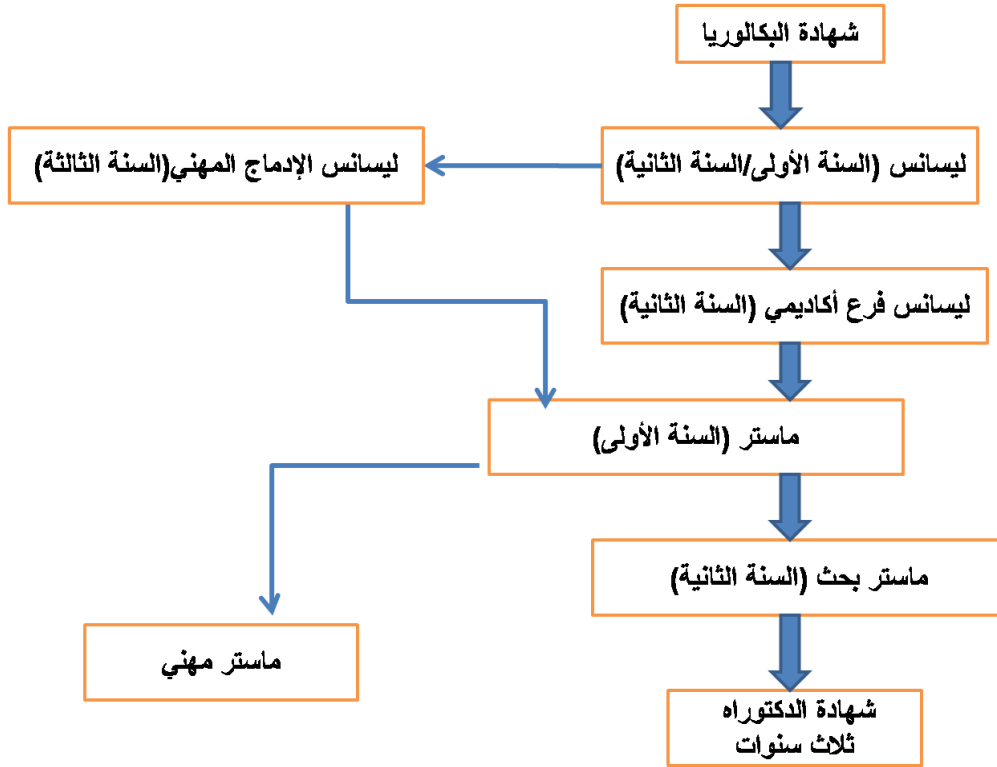 شهادة البكالوريا
ليسانس (السنة الأولى/السنة الثانية)
ليسانس الإدماج المهني(السنة الثالثة)
ليسانس فرع أكاديمي (السنة الثانية)
ماستر (السنة الأولى)
ماستر بحث (السنة الثانية)
ماستر مهني
شهادة الدكتوراه
ثلاث سنوات